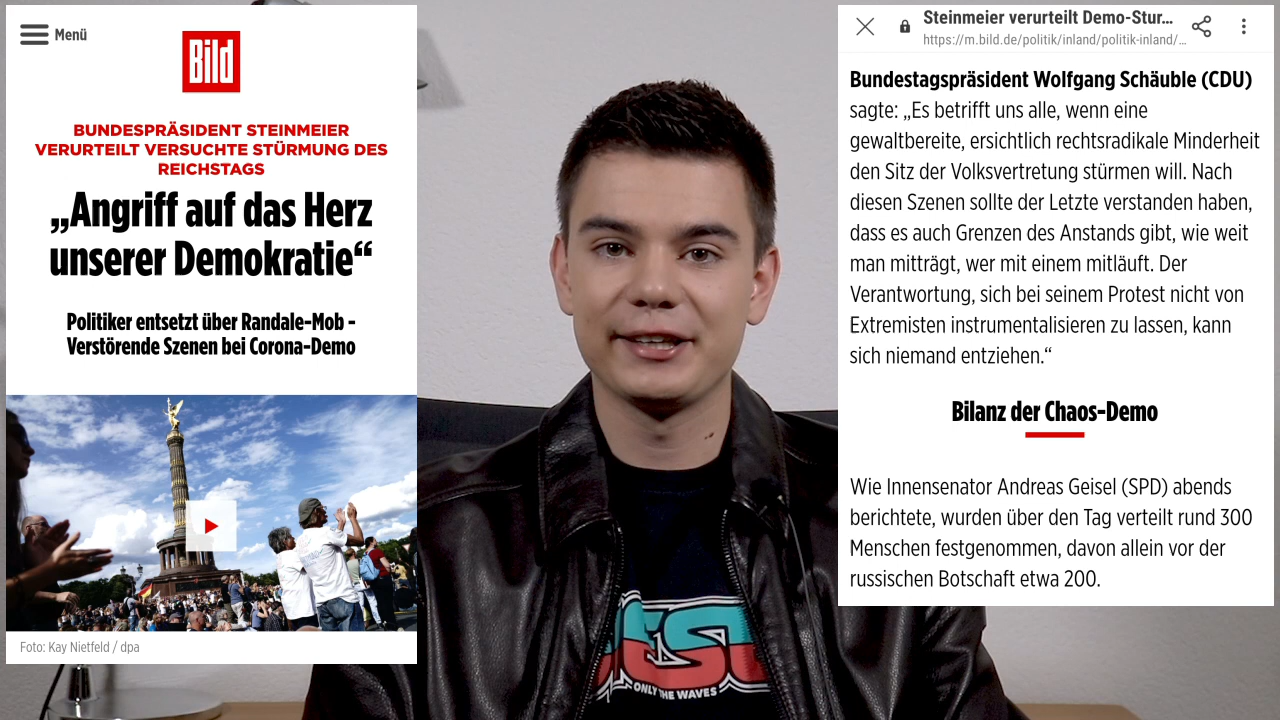 Menü
Bild
BUNDESPRÄSIDENT STEINMEIER
VERURTEILT VERSUCHTE STÜRMUNG DES
REICHSTAGS
„Angriff auf das Herz
unserer Demokratie“
Politiker entsetzt über Randale-Mob -
Verstörende Szenen bei Corona-Demo
Foto: Kay Nietfeld / dpa
Steinmeier verurteilt Demo-Stur...
https://m.bild.de/politik/inland/politik-inland/...
Bundestagspräsident Wolfgang Schäuble (CDU)
sagte: „Es betrifft uns alle, wenn eine
gewaltbereite, ersichtlich rechtsradikale Minderheit
den Sitz der Volksvertretung stürmen will. Nach
diesen Szenen sollte der Letzte verstanden haben,
dass es auch Grenzen des Anstands gibt, wie weit
man mitträgt, wer mit einem mitläuft. Der
Verantwortung, sich bei seinem Protest nicht von
Extremisten instrumentalisieren zu lassen, kann
sich niemand entziehen.“
Bilanz der Chaos-Demo
Wie Innensenator Andreas Geisel (SPD) abends
berichtete, wurden über den Tag verteilt rund 300
Menschen festgenommen, davon allein vor der
russischen Botschaft etwa 200.
ONLY THE WAVES